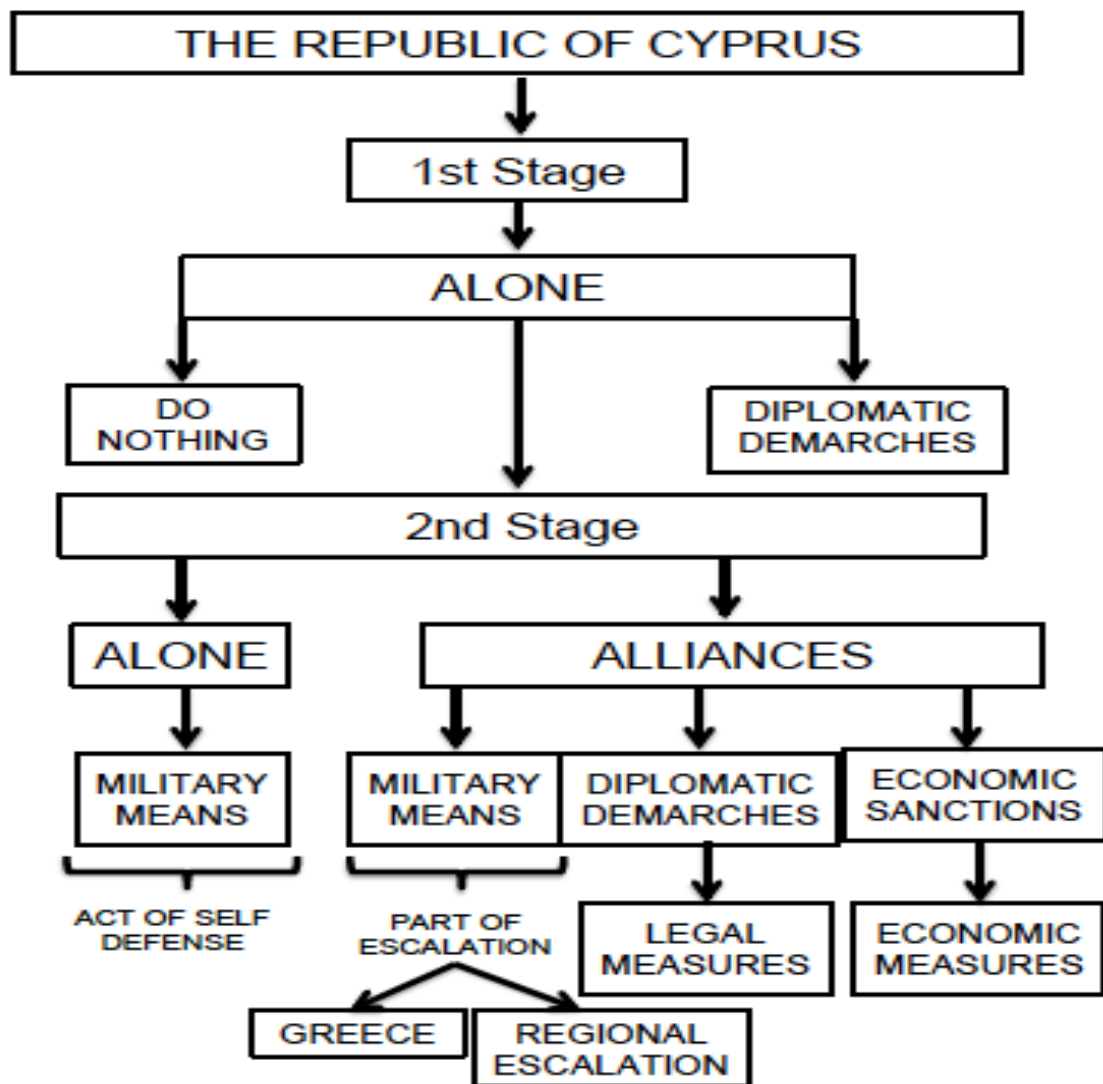 THE REPUBLIC OF CYPRUS
1st Stage
ALONE
DO
NOTHING
DIPLOMATIC
DEMARCHES
2nd Stage
ALONE
ALLIANCES
MILITARY
MEANS
MILITARY
MEANS
DIPLOMATIC
DEMARCHES
ECONOMIC
SANCTIONS
ACT OF SELF
DEFENSE
PART OF
ESCALATION
LEGAL
MEASURES
ECONOMIC
MEASURES
GREECE
REGIONAL
ESCALATION